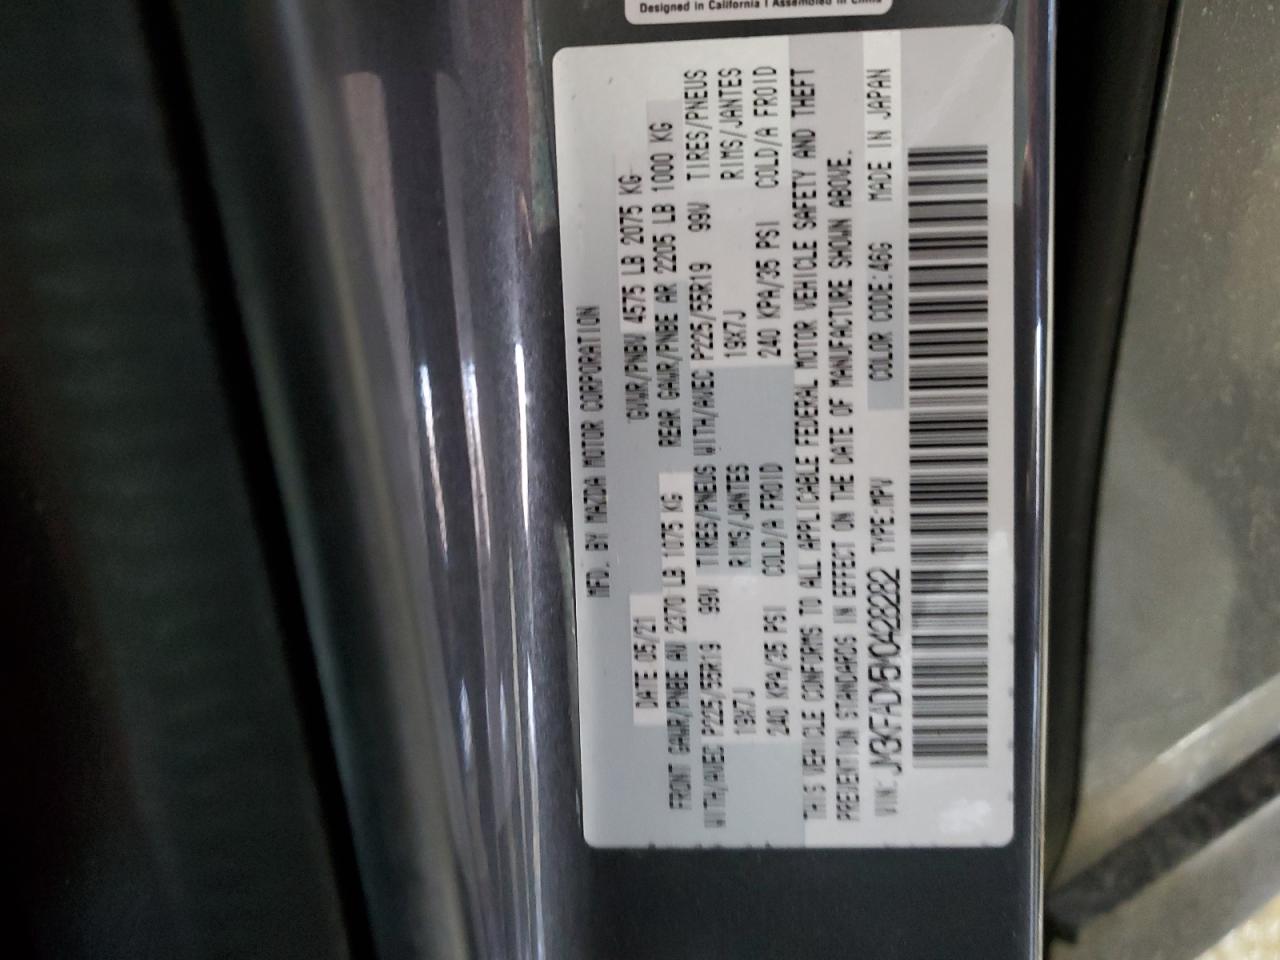 Designed in California | Assembled in China
MFD. BY MAZDA MOTOR CORPORATION
DATE 05/21 GVWR/PNBV 4575 LB 2075 KG
FRONT GAWR/PNBE AV 2370 LB 1075 KG REAR GAWR/PNBE AR 2205 LB 1000 KG
WITH/AVEC P225/55R19 99V TIRES/PNEUS WITH/AVEC P225/55R19 99V TIRES/PNEUS
19X7J RIMS/JANTES 19X7J RIMS/JANTES
240 KPA/35 PSI COLD/A FROID 240 KPA/35 PSI COLD/A FROID
THIS VEHICLE CONFORMS TO ALL APPLICABLE FEDERAL MOTOR VEHICLE SAFETY AND THEFT
PREVENTION STANDARDS IN EFFECT ON THE DATE OF MANUFACTURE SHOWN ABOVE.
VIN: JM3KFADM5M0428282 TYPE:MPV COLOR CODE:46G MADE IN JAPAN